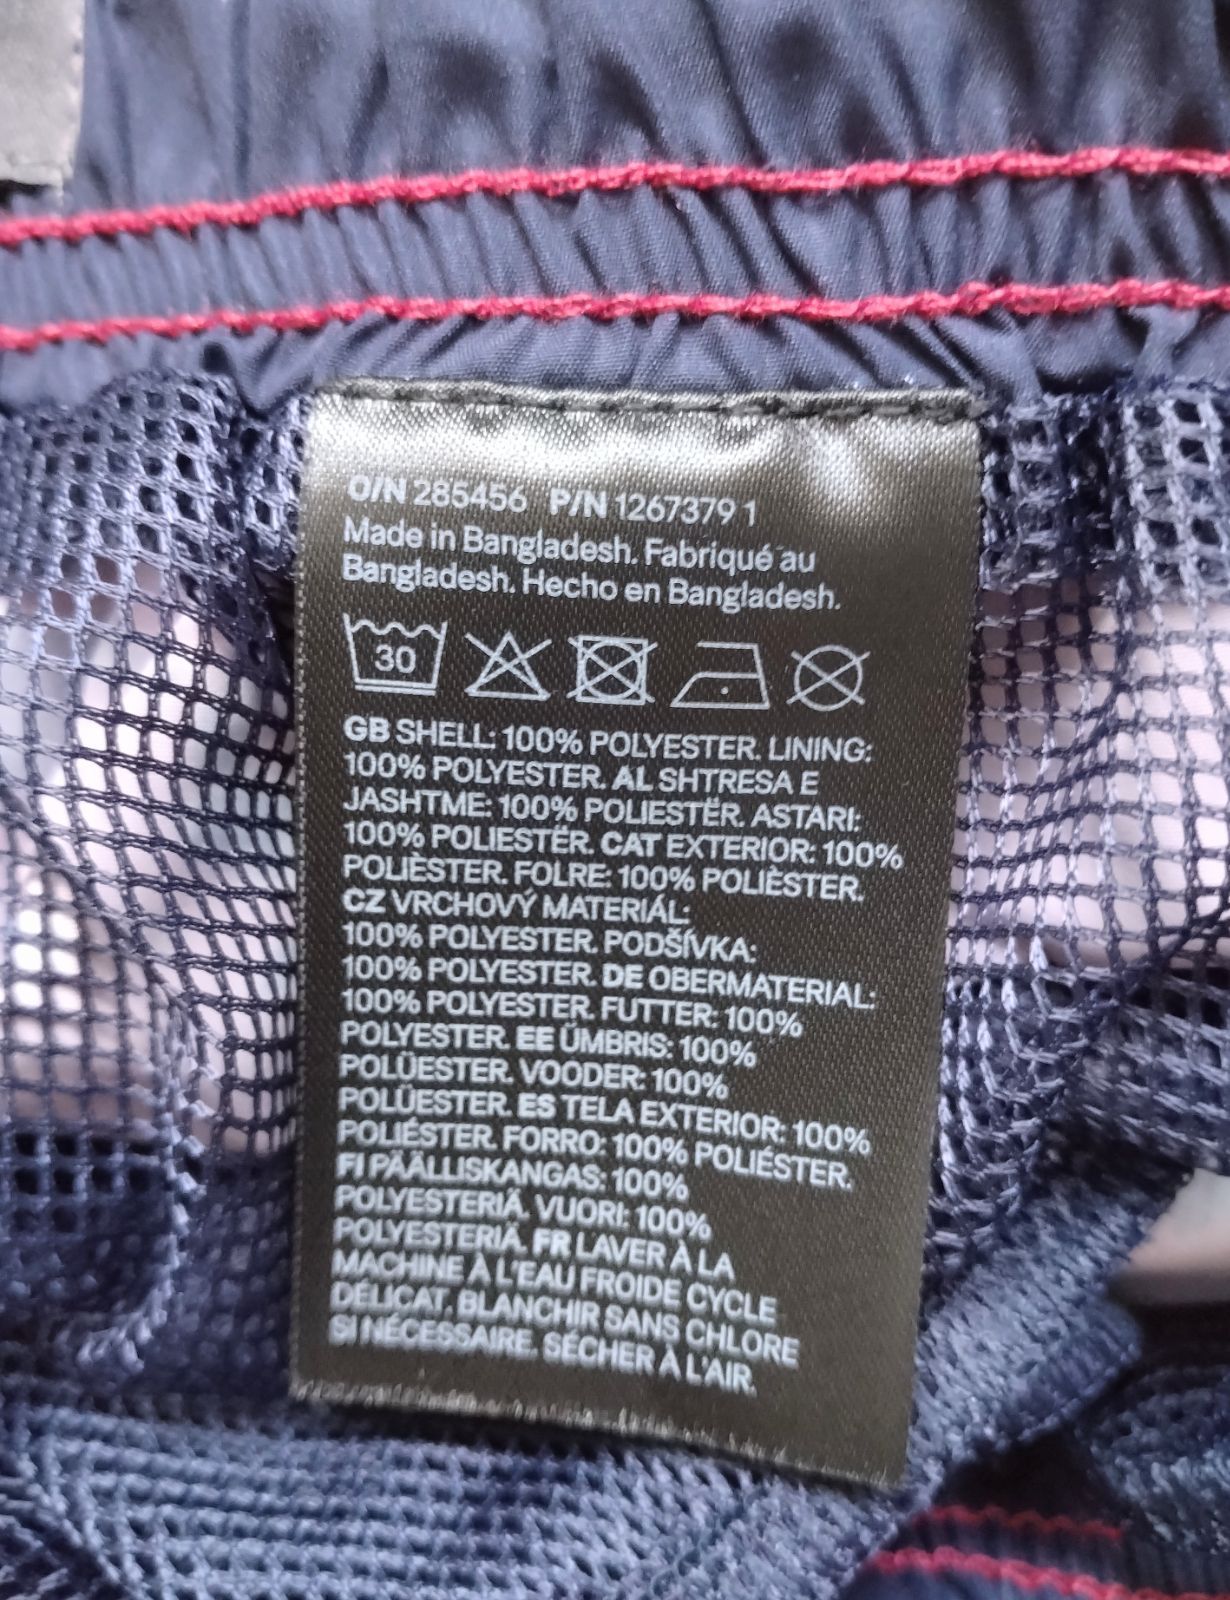 O/N 285456 P/N 1267379 1
Made in Bangladesh. Fabriqué au
Bangladesh. Hecho en Bangladesh.
30
GB SHELL: 100% POLYESTER. LINING:
100% POLYESTER. AL SHTRESA E
JASHTME: 100% POLIESTËR. ASTARI:
100% POLIESTËR. CAT EXTERIOR: 100%
POLIÈSTER. FOLRE: 100% POLIÈSTER.
CZ VRCHOVÝ MATERIÁL:
100% POLYESTER. PODŠÍVKA:
100% POLYESTER. DE OBERMATERIAL:
100% POLYESTER. FUTTER: 100%
POLYESTER. EE ÜMBRIS: 100%
POLÜESTER. VOODER: 100%
POLÜESTER. ES TELA EXTERIOR: 100%
POLIÉSTER. FORRO: 100% POLIÉSTER.
FI PÄÄLLISKANGAS: 100%
POLYESTERIÄ. VUORI: 100%
POLYESTERIÄ. FR LAVER À LA
MACHINE À L'EAU FROIDE CYCLE
DÉLICAT. BLANCHIR SANS CHLORE
SI NÉCESSAIRE. SÉCHER À L'AIR.